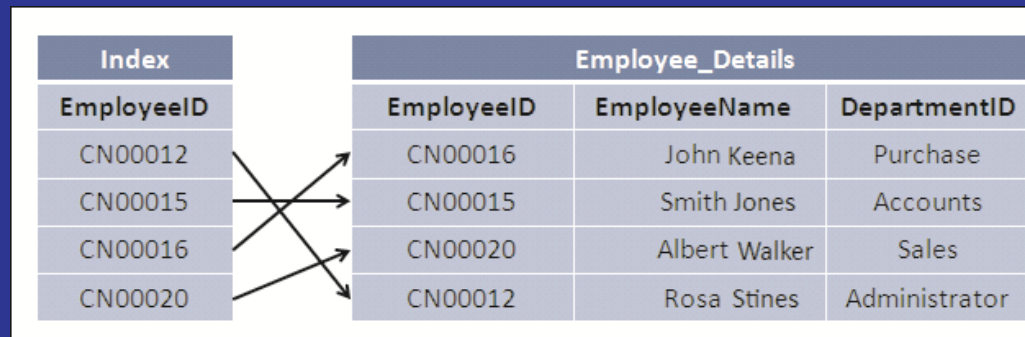 Index Employee_Details
EmployeeID EmployeeID EmployeeName DepartmentID
CN00012 CN00016 John Keena Purchase
CN00015 CN00015 Smith Jones Accounts
CN00016 CN00020 Albert Walker Sales
CN00020 CN00012 Rosa Stines Administrator